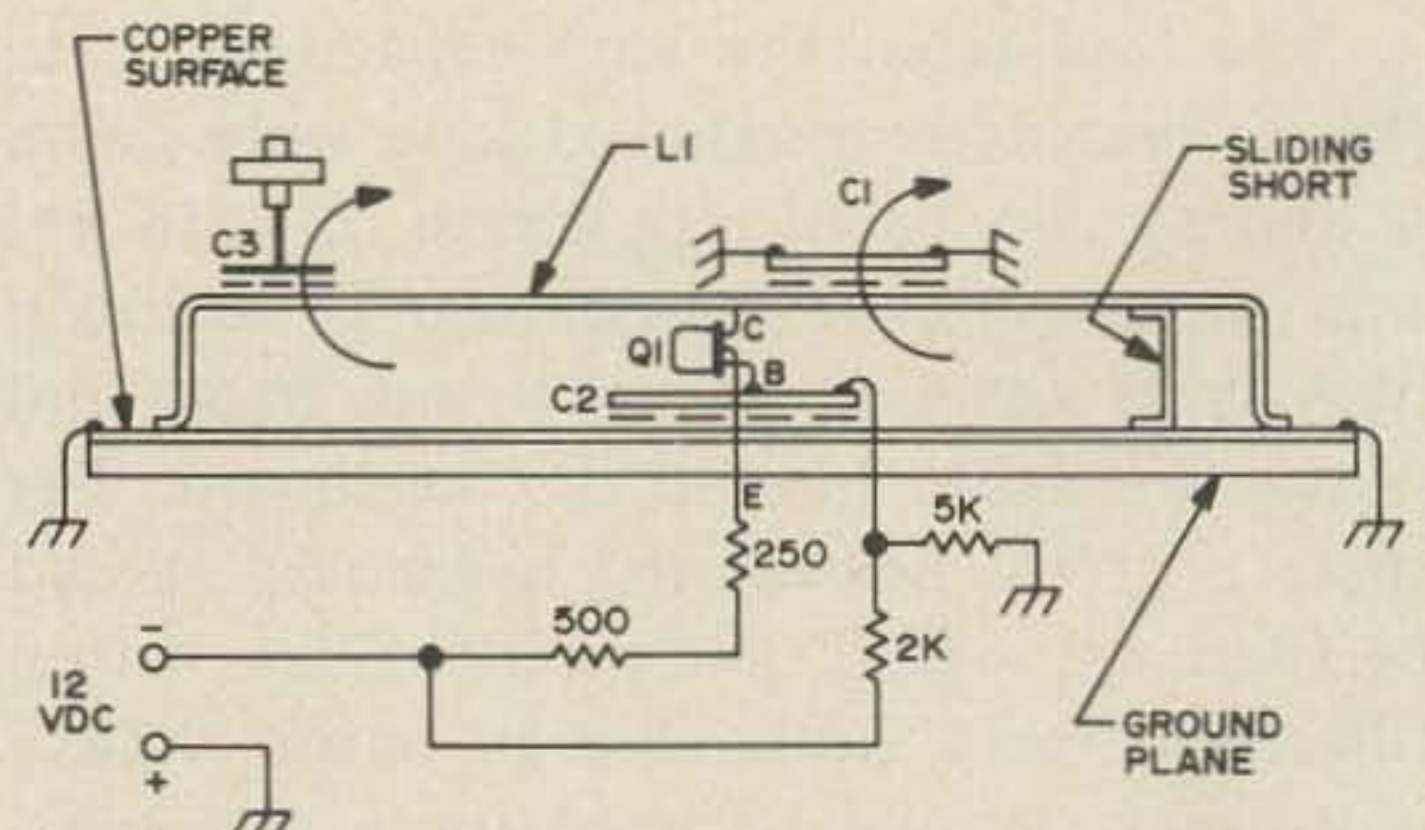 COPPER
SURFACE
L1
C1
SLIDING
SHORT
C3
Q1
C
B
C2
E
250
5K
500
2K
-
12
VDC
+
GROUND
PLANE